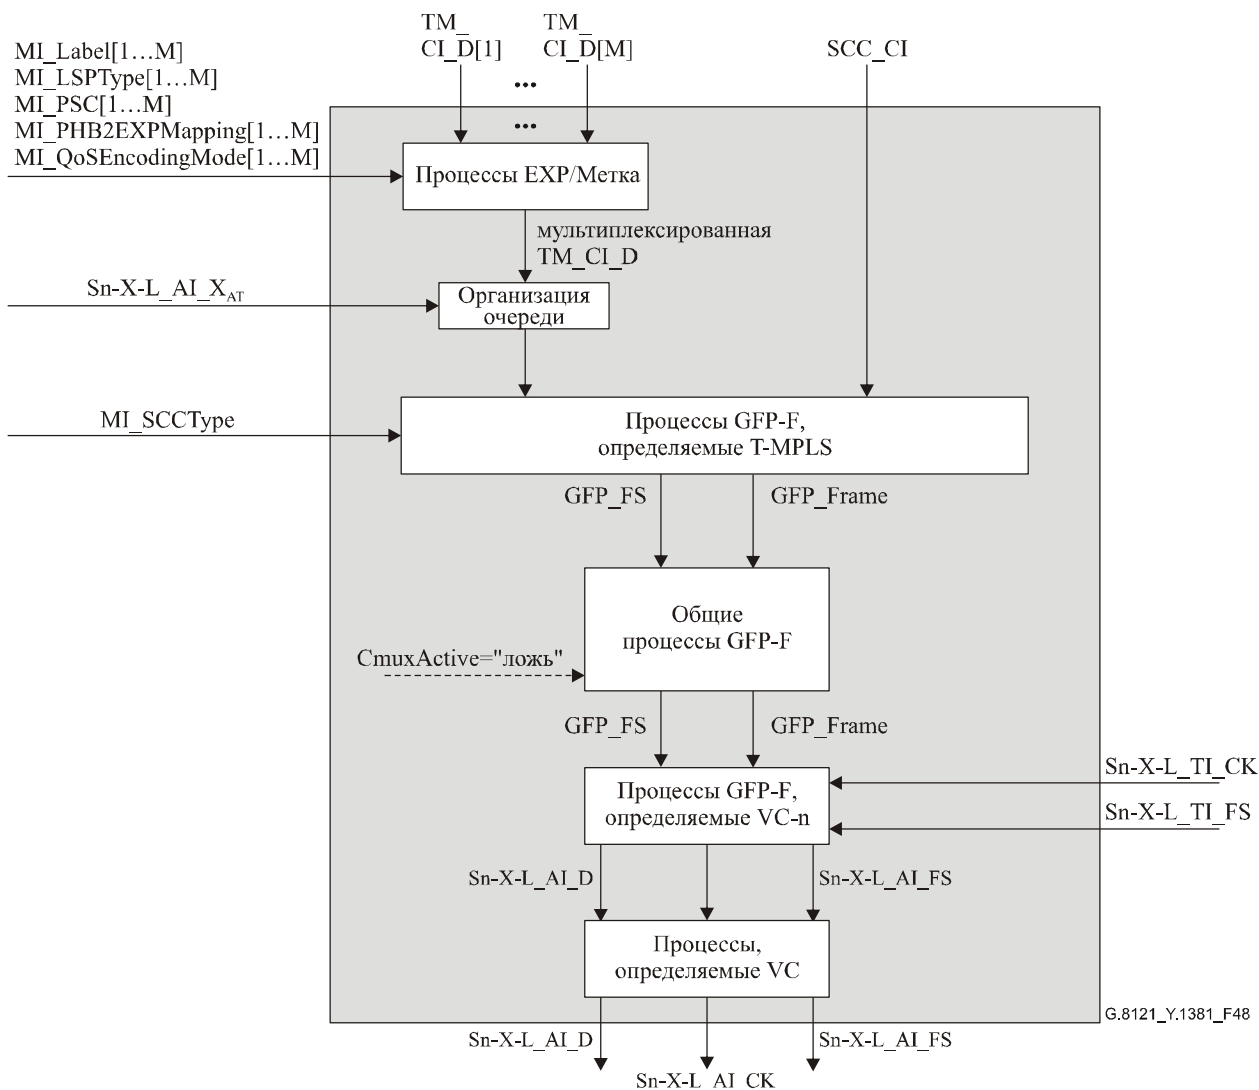 TM_
CI_D[1]
TM_
CI_D[M]
SCC_CI
MI_Label[1…M]
MI_LSPType[1…M]
MI_PSC[1…M]
MI_PHB2EXPMapping[1…M]
MI_QoSEncodingMode[1…M]
...
...
Процессы EXP/Метка
мультиплексированная
TM_CI_D
Sn-X-L_AI_X_AT
Организация
очереди
MI_SCCType
Процессы GFP-F,
определяемые T-MPLS
GFP_FS
GFP_Frame
Общие
процессы GFP-F
CmuxActive="ложь"
GFP_FS
GFP_Frame
Sn-X-L_TI_CK
Процессы GFP-F,
определяемые VC-n
Sn-X-L_TI_FS
Sn-X-L_AI_D
Sn-X-L_AI_FS
Процессы,
определяемые VC
G.8121_Y.1381_F48
Sn-X-L_AI_D
Sn-X-L_AI_FS
Sn-X-L_AI_CK